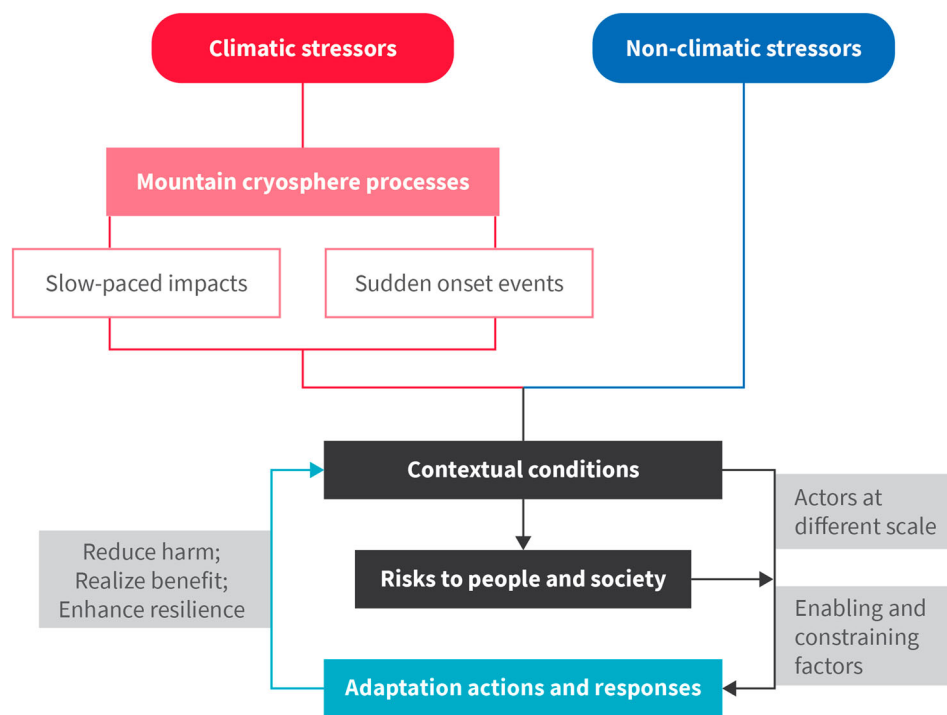 Climatic stressors
Non-climatic stressors
Mountain cryosphere processes
Slow-paced impacts
Sudden onset events
Contextual conditions
Actors at
different scale
Reduce harm;
Realize benefit;
Enhance resilience
Risks to people and society
Enabling and
constraining
factors
Adaptation actions and responses